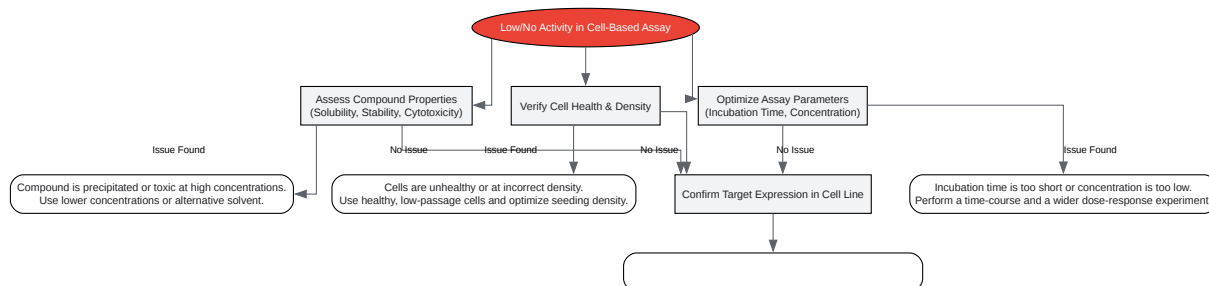 Low/No Activity in Cell-Based Assay
Assess Compound Properties
(Solubility, Stability, Cytotoxicity)
Verify Cell Health & Density
Optimize Assay Parameters
(Incubation Time, Concentration)
Issue Found
No Issue
Issue Found
No Issue
No Issue
Issue Found
Compound is precipitated or toxic at high concentrations.
Use lower concentrations or alternative solvent.
Cells are unhealthy or at incorrect density.
Use healthy, low-passage cells and optimize seeding density.
Confirm Target Expression in Cell Line
Incubation time is too short or concentration is too low.
Perform a time-course and a wider dose-response experiment